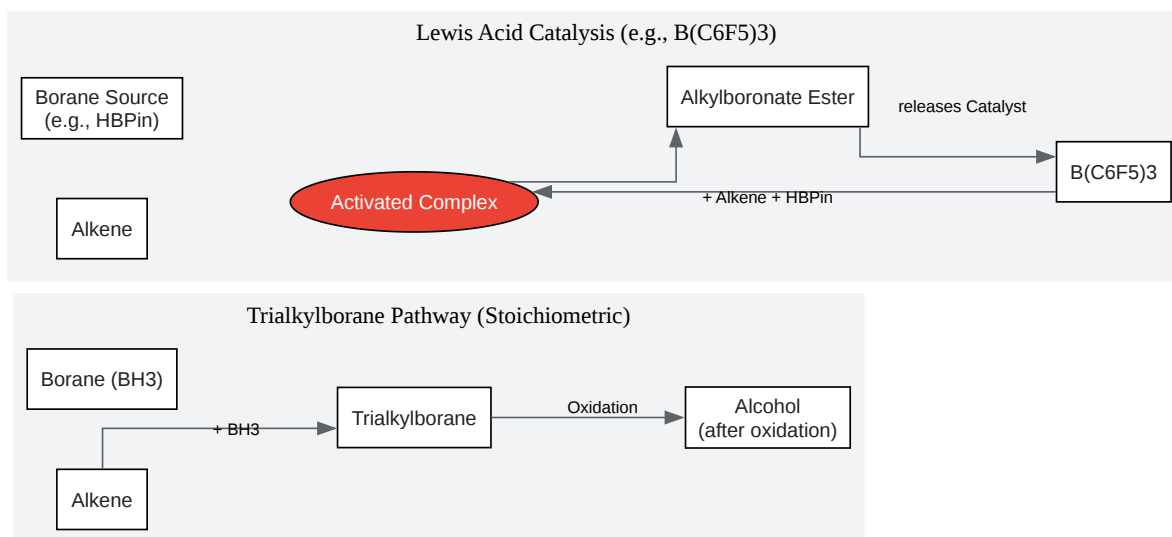 Lewis Acid Catalysis (e.g., B(C6F5)3)
Borane Source
(e.g., HBPin)
Alkylboronate Ester
releases Catalyst
B(C6F5)3
Activated Complex
+ Alkene + HBPin
Alkene
Trialkylborane Pathway (Stoichiometric)
Borane (BH3)
Trialkylborane
Oxidation
Alcohol
(after oxidation)
+ BH3
Alkene